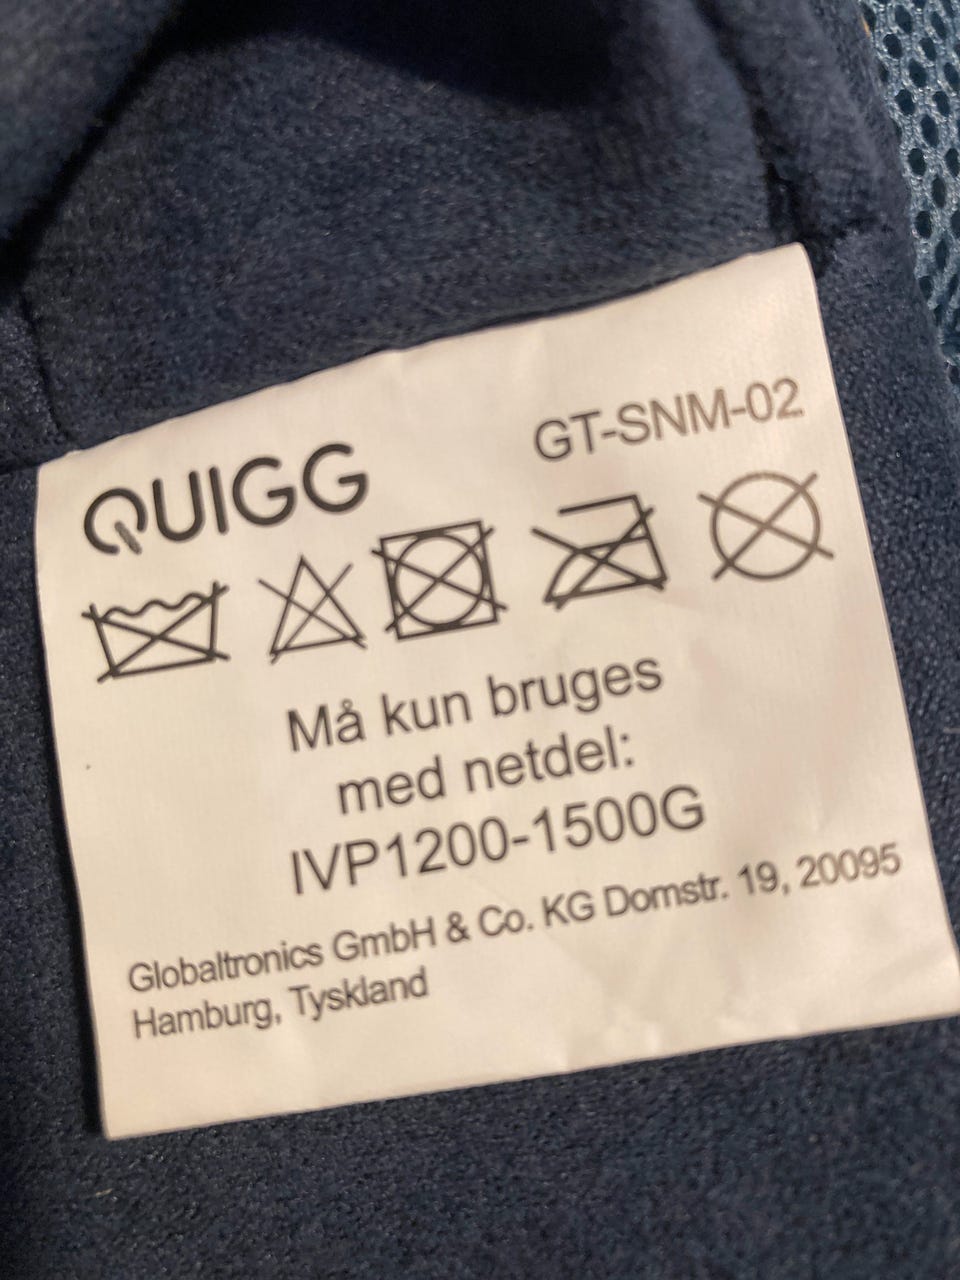 QUIGG GT-SNM-02
Må kun bruges
med netdel:
IVP1200-1500G
Globaltronics GmbH & Co. KG Domstr. 19, 20095
Hamburg, Tyskland